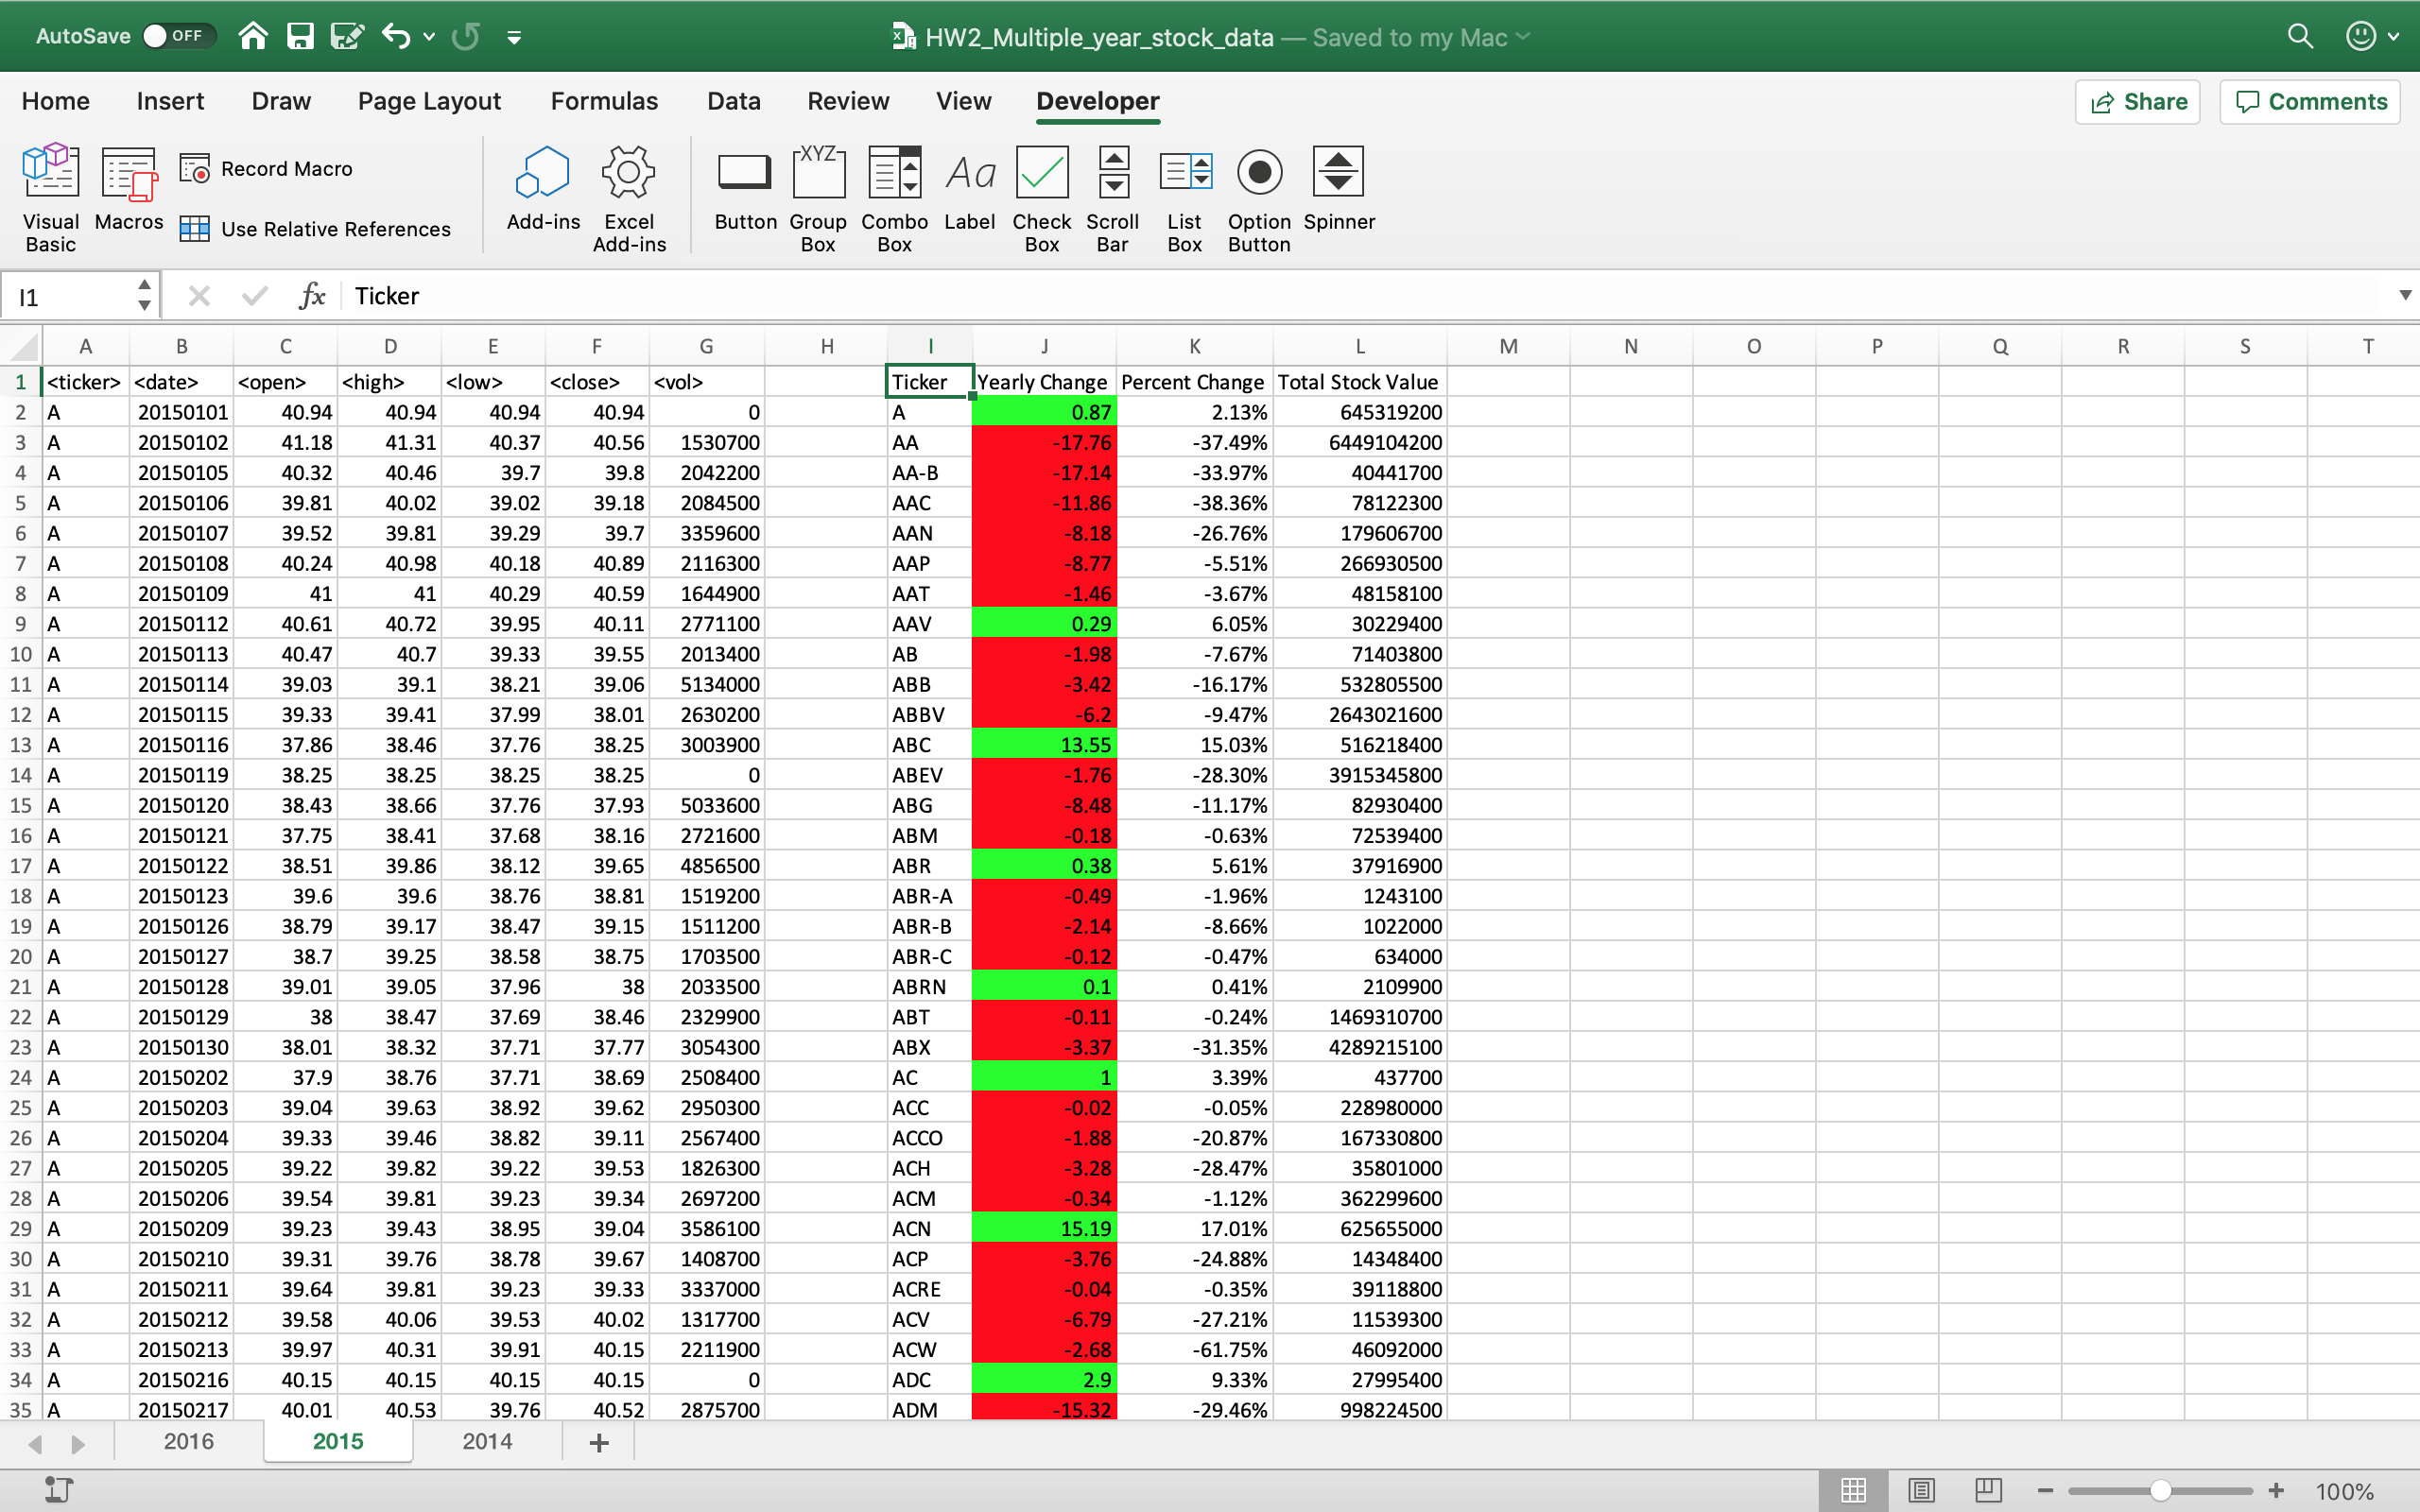 AutoSave OFF HW2_Multiple_year_stock_data — Saved to my Mac
Home Insert Draw Page Layout Formulas Data Review View Developer Share Comments
Visual Basic Macros Record Macro Use Relative References Add-ins Excel Add-ins Button XYZ Group Box Combo Box Aa Label Check Box Scroll Bar List Box Option Button Spinner
I1 fx Ticker
A B C D E F G H I J K L M N O P Q R S T
1 <ticker> <date> <open> <high> <low> <close> <vol> Ticker Yearly Change Percent Change Total Stock Value
2 A 20150101 40.94 40.94 40.94 40.94 0 A 0.87 2.13% 645319200
3 A 20150102 41.18 41.31 40.37 40.56 1530700 AA -17.76 -37.49% 6449104200
4 A 20150105 40.32 40.46 39.7 39.8 2042200 AA-B -17.14 -33.97% 40441700
5 A 20150106 39.81 40.02 39.02 39.18 2084500 AAC -11.86 -38.36% 78122300
6 A 20150107 39.52 39.81 39.29 39.7 3359600 AAN -8.18 -26.76% 179606700
7 A 20150108 40.24 40.98 40.18 40.89 2116300 AAP -8.77 -5.51% 266930500
8 A 20150109 41 41 40.29 40.59 1644900 AAT -1.46 -3.67% 48158100
9 A 20150112 40.61 40.72 39.95 40.11 2771100 AAV 0.29 6.05% 30229400
10 A 20150113 40.47 40.7 39.33 39.55 2013400 AB -1.98 -7.67% 71403800
11 A 20150114 39.03 39.1 38.21 39.06 5134000 ABB -3.42 -16.17% 532805500
12 A 20150115 39.33 39.41 37.99 38.01 2630200 ABBV -6.2 -9.47% 2643021600
13 A 20150116 37.86 38.46 37.76 38.25 3003900 ABC 13.55 15.03% 516218400
14 A 20150119 38.25 38.25 38.25 38.25 0 ABEV -1.76 -28.30% 3915345800
15 A 20150120 38.43 38.66 37.76 37.93 5033600 ABG -8.48 -11.17% 82930400
16 A 20150121 37.75 38.41 37.68 38.16 2721600 ABM -0.18 -0.63% 72539400
17 A 20150122 38.51 39.86 38.12 39.65 4856500 ABR 0.38 5.61% 37916900
18 A 20150123 39.6 39.6 38.76 38.81 1519200 ABR-A -0.49 -1.96% 1243100
19 A 20150126 38.79 39.17 38.47 39.15 1511200 ABR-B -2.14 -8.66% 1022000
20 A 20150127 38.7 39.25 38.58 38.75 1703500 ABR-C -0.12 -0.47% 634000
21 A 20150128 39.01 39.05 37.96 38 2033500 ABRN 0.1 0.41% 2109900
22 A 20150129 38 38.47 37.69 38.46 2329900 ABT -0.11 -0.24% 1469310700
23 A 20150130 38.01 38.32 37.71 37.77 3054300 ABX -3.37 -31.35% 4289215100
24 A 20150202 37.9 38.76 37.71 38.69 2508400 AC 1 3.39% 437700
25 A 20150203 39.04 39.63 38.92 39.62 2950300 ACC -0.02 -0.05% 228980000
26 A 20150204 39.33 39.46 38.82 39.11 2567400 ACCO -1.88 -20.87% 167330800
27 A 20150205 39.22 39.82 39.22 39.53 1826300 ACH -3.28 -28.47% 35801000
28 A 20150206 39.54 39.81 39.23 39.34 2697200 ACM -0.34 -1.12% 362299600
29 A 20150209 39.23 39.43 38.95 39.04 3586100 ACN 15.19 17.01% 625655000
30 A 20150210 39.31 39.76 38.78 39.67 1408700 ACP -3.76 -24.88% 14348400
31 A 20150211 39.64 39.81 39.23 39.33 3337000 ACRE -0.04 -0.35% 39118800
32 A 20150212 39.58 40.06 39.53 40.02 1317700 ACV -6.79 -27.21% 11539300
33 A 20150213 39.97 40.31 39.91 40.15 2211900 ACW -2.68 -61.75% 46092000
34 A 20150216 40.15 40.15 40.15 40.15 0 ADC 2.9 9.33% 27995400
35 A 20150217 40.01 40.53 39.76 40.52 2875700 ADM -15.32 -29.46% 998224500
2016 2015 2014 +
100%